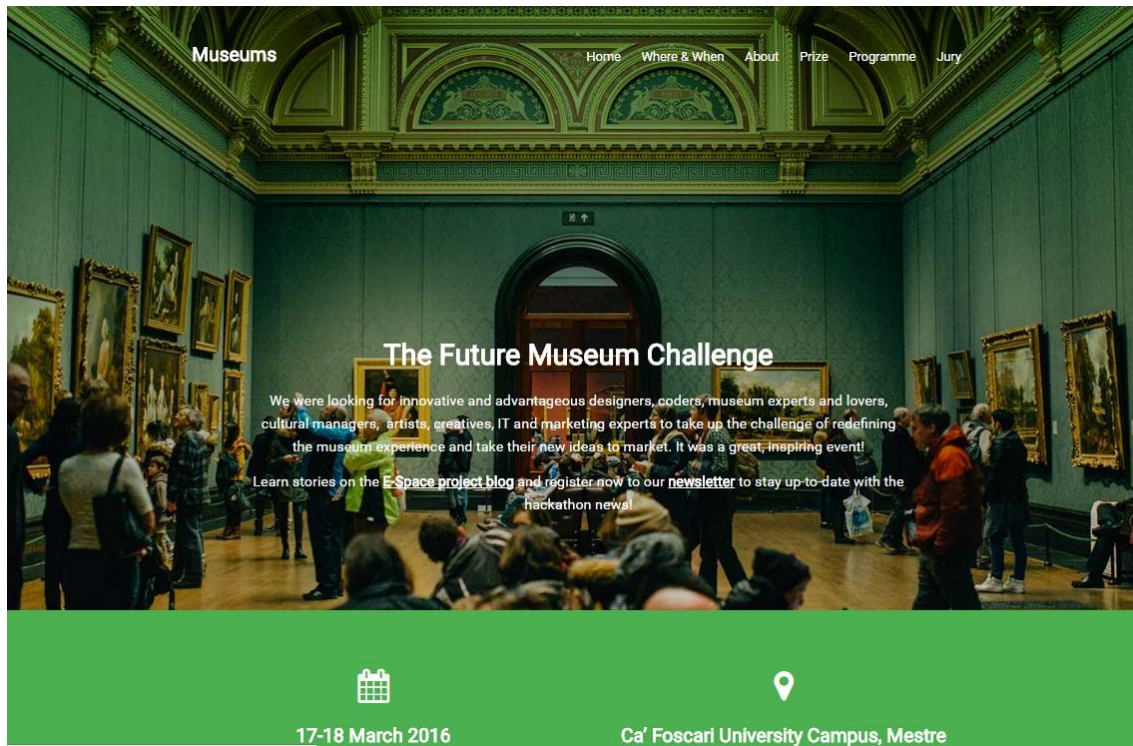 Museums
Home Where & When About Prize Programme Jury
The Future Museum Challenge
We were looking for innovative and advantageous designers, coders, museum experts and lovers,
cultural managers, artists, creatives, IT and marketing experts to take up the challenge of redefining
the museum experience and take their new ideas to market. It was a great, inspiring event!
Learn stories on the E-Space project blog and register now to our newsletter to stay up-to-date with the
hackathon news!
17-18 March 2016
Ca' Foscari University Campus, Mestre